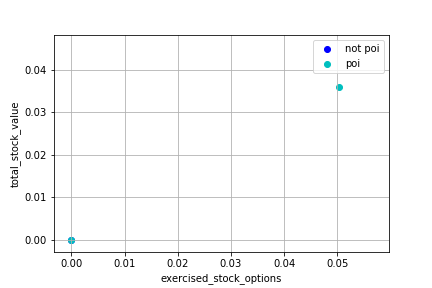 not poi
poi
0.04
0.03
0.02
0.01
0.00
total_stock_value
0.00 0.01 0.02 0.03 0.04 0.05
exercised_stock_options